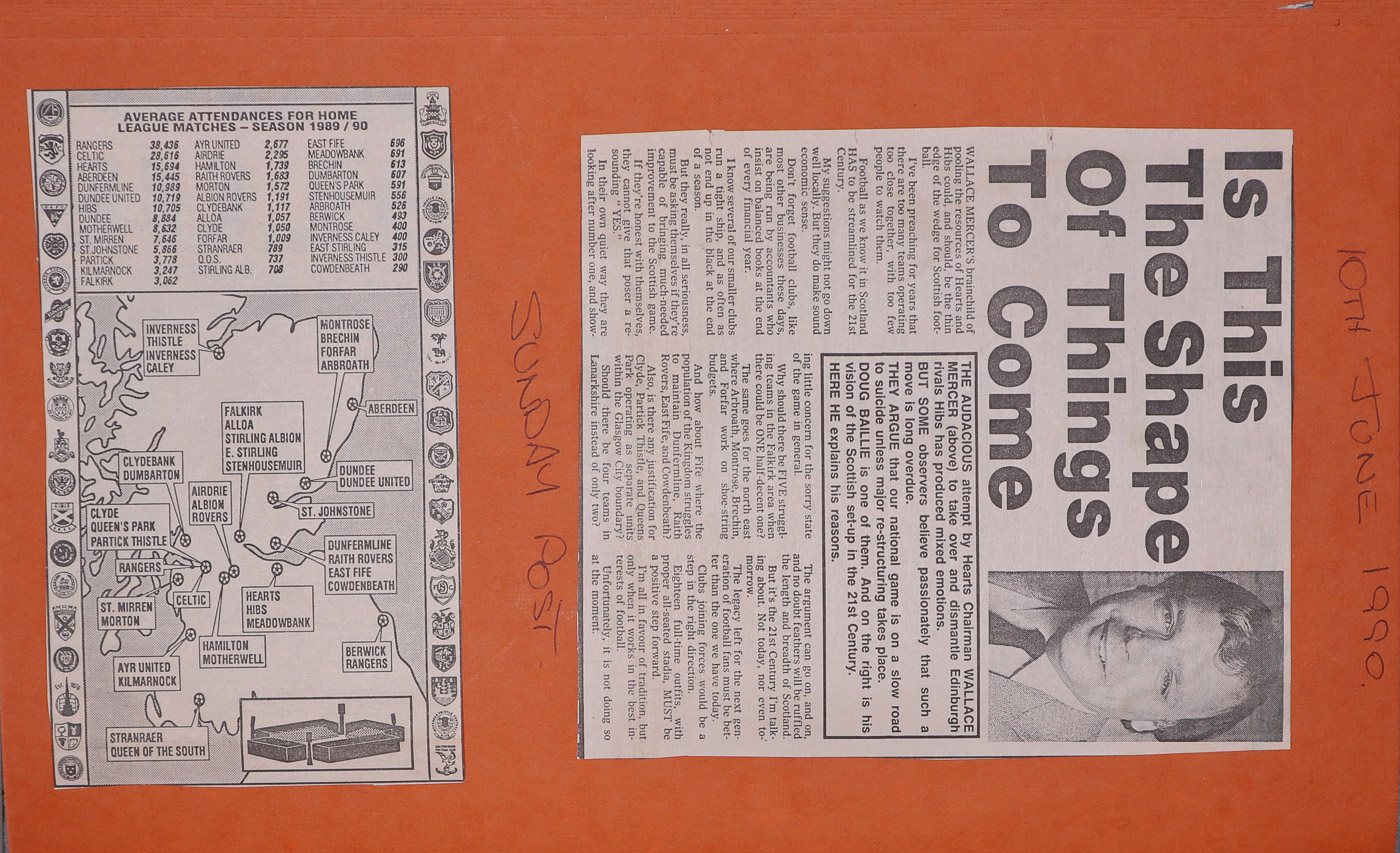 10TH JUNE 1990.
Is This
The Shape
Of Things
To Come
WALLACE MERCER'S brainchild of
pooling the resources of Hearts and
Hibs could, and should, be the thin
edge of the wedge for Scottish foot-
ball.
I've been preaching for years that
there are too many teams operating
too close together, with too few
people to watch them.
Football as we know it in Scotland
HAS to be streamlined for the 21st
Century.
My suggestions might not go down
well locally. But they do make sound
economic sense.
Don't forget football clubs, like
most other businesses these days,
are being run by accountants who
insist on balanced books at the end
of every financial year.
I know several of our smaller clubs
run a tight ship, and as often as
not end up in the black at the end
of a season.
But they really, in all seriousness,
must be asking themselves if they're
capable of bringing much-needed
improvement to the Scottish game.
If they're honest with themselves,
they cannot give that poser a re-
sounding "YES."
In their own quiet way they are
looking after number one, and show-
THE AUDACIOUS attempt by Hearts Chairman WALLACE
MERCER (above) to take over and dismantle Edinburgh
rivals Hibs has produced mixed emotions.
BUT SOME observers believe passionately that such a
move is long overdue.
THEY ARGUE that our national game is on a slow road
to suicide unless major re-structuring takes place.
DOUG BAILLIE is one of them. And on the right is his
vision of the Scottish set-up in the 21st Century.
HERE HE explains his reasons.
ing little concern for the sorry state
of the game in general.
Why should there be FIVE struggl-
ing teams in the Falkirk area when
there could be ONE half-decent one?
The same goes for the north east
where Arbroath, Montrose, Brechin,
and Forfar work on shoe-string
budgets.
And how about Fife where the
population of the Kingdom struggles
to maintain Dunfermline, Raith
Rovers, East Fife, and Cowdenbeath?
Also, is there any justification for
Clyde, Partick Thistle, and Queens
Park operating as separate units
within the Glasgow City boundary?
Should there be four teams in
Lanarkshire instead of only two?
The argument can go on, and on,
and no doubt feathers will be ruffled
the length and breadth of Scotland.
But it's the 21st Century I'm talk-
ing about. Not today, nor even to-
morrow.
The legacy left for the next gen-
eration of football fans must be bet-
ter than the one we have today.
Clubs joining forces would be a
step in the right direction.
Eighteen full-time outfits, with
proper all-seated stadia, MUST be
a positive step forward.
I'm all in favour of tradition, but
only when it works in the best in-
terests of football.
Unfortunately, it is not doing so
at the moment.
SUNDAY POST.
AVERAGE ATTENDANCES FOR HOME
LEAGUE MATCHES – SEASON 1989 / 90
RANGERS 38,436
CELTIC 28,616
HEARTS 15,694
ABERDEEN 15,445
DUNFERMLINE 10,989
DUNDEE UNITED 10,719
HIBS 10,705
DUNDEE 8,884
MOTHERWELL 8,632
ST. MIRREN 7,646
ST.JOHNSTONE 5,866
PARTICK 3,778
KILMARNOCK 3,247
FALKIRK 3,062
AYR UNITED 2,677
AIRDRIE 2,295
HAMILTON 1,739
RAITH ROVERS 1,683
MORTON 1,572
ALBION ROVERS 1,191
CLYDEBANK 1,117
ALLOA 1,057
CLYDE 1,050
FORFAR 1,009
STRANRAER 789
Q.O.S. 737
STIRLING ALB. 708
EAST FIFE 696
MEADOWBANK 691
BRECHIN 613
DUMBARTON 607
QUEEN'S PARK 591
STENHOUSEMUIR 556
ARBROATH 526
BERWICK 493
MONTROSE 400
INVERNESS CALEY 400
EAST STIRLING 315
INVERNESS THISTLE 300
COWDENBEATH 290
INVERNESS
THISTLE
INVERNESS
CALEY
MONTROSE
BRECHIN
FORFAR
ARBROATH
ABERDEEN
FALKIRK
ALLOA
STIRLING ALBION
E. STIRLING
STENHOUSEMUIR
DUNDEE
DUNDEE UNITED
CLYDEBANK
DUMBARTON
AIRDRIE
ALBION
ROVERS
ST. JOHNSTONE
CLYDE
QUEEN'S PARK
PARTICK THISTLE
DUNFERMLINE
RAITH ROVERS
EAST FIFE
COWDENBEATH
RANGERS
CELTIC
HEARTS
HIBS
MEADOWBANK
ST. MIRREN
MORTON
HAMILTON
MOTHERWELL
BERWICK
RANGERS
AYR UNITED
KILMARNOCK
STRANRAER
QUEEN OF THE SOUTH